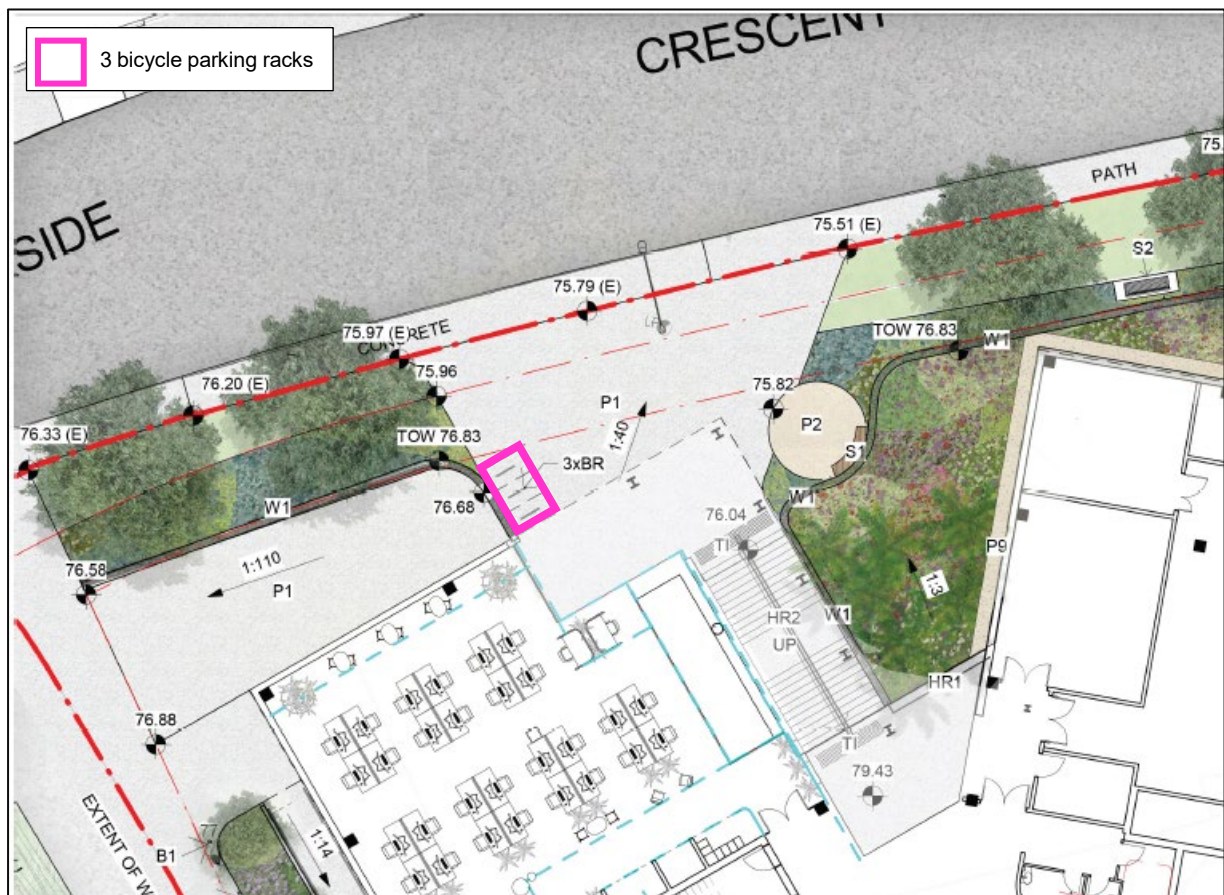 3 bicycle parking racks
CRESCENT
SIDE
PATH
75.
75.51 (E)
S2
75.79 (E)
75.97 (E)
CONCRETE
TOW 76.83
W1
76.20 (E)
75.96
75.82
P1
1:40
P2
S1
76.33 (E)
TOW 76.83
3xBR
W1
76.68
W1
76.04
TI
P9
1:110
P1
76.58
1:3
HR2
UP
W1
HR1
76.88
TI
79.43
EXTENT OF W
77
B1
1:14